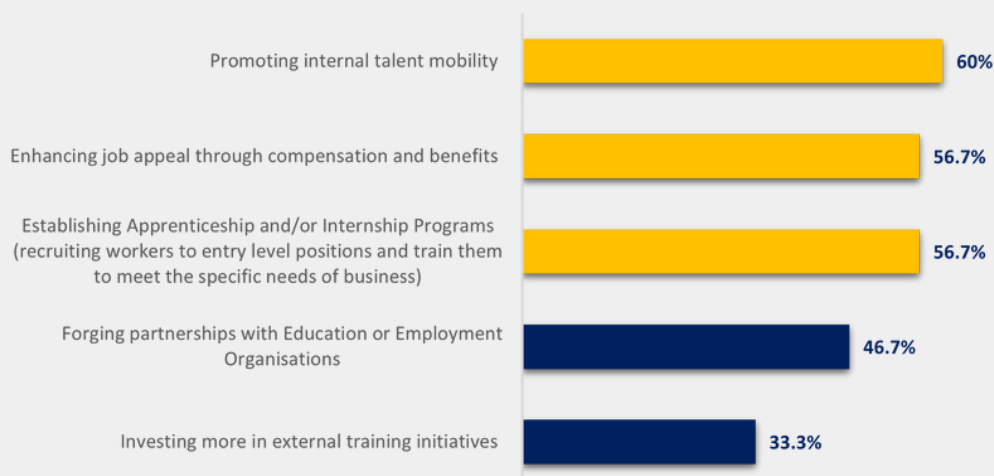 Promoting internal talent mobility
60%
Enhancing job appeal through compensation and benefits
56.7%
Establishing Apprenticeship and/or Internship Programs
(recruiting workers to entry level positions and train them
to meet the specific needs of business)
56.7%
Forging partnerships with Education or Employment
Organisations
46.7%
Investing more in external training initiatives
33.3%